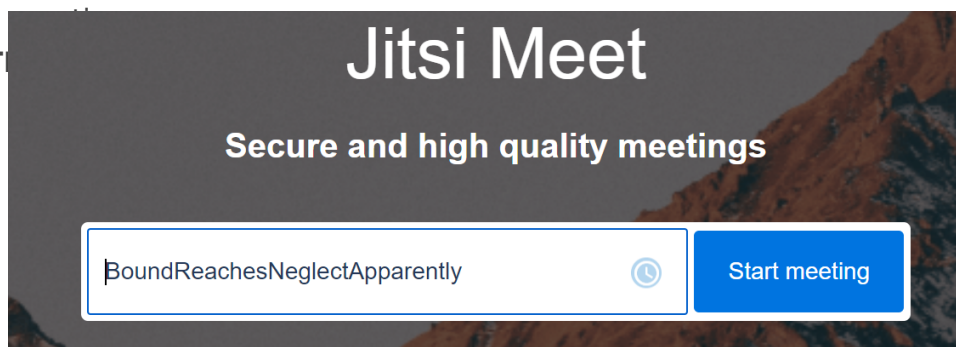 Jitsi Meet
Secure and high quality meetings
BoundReachesNeglectApparently
Start meeting